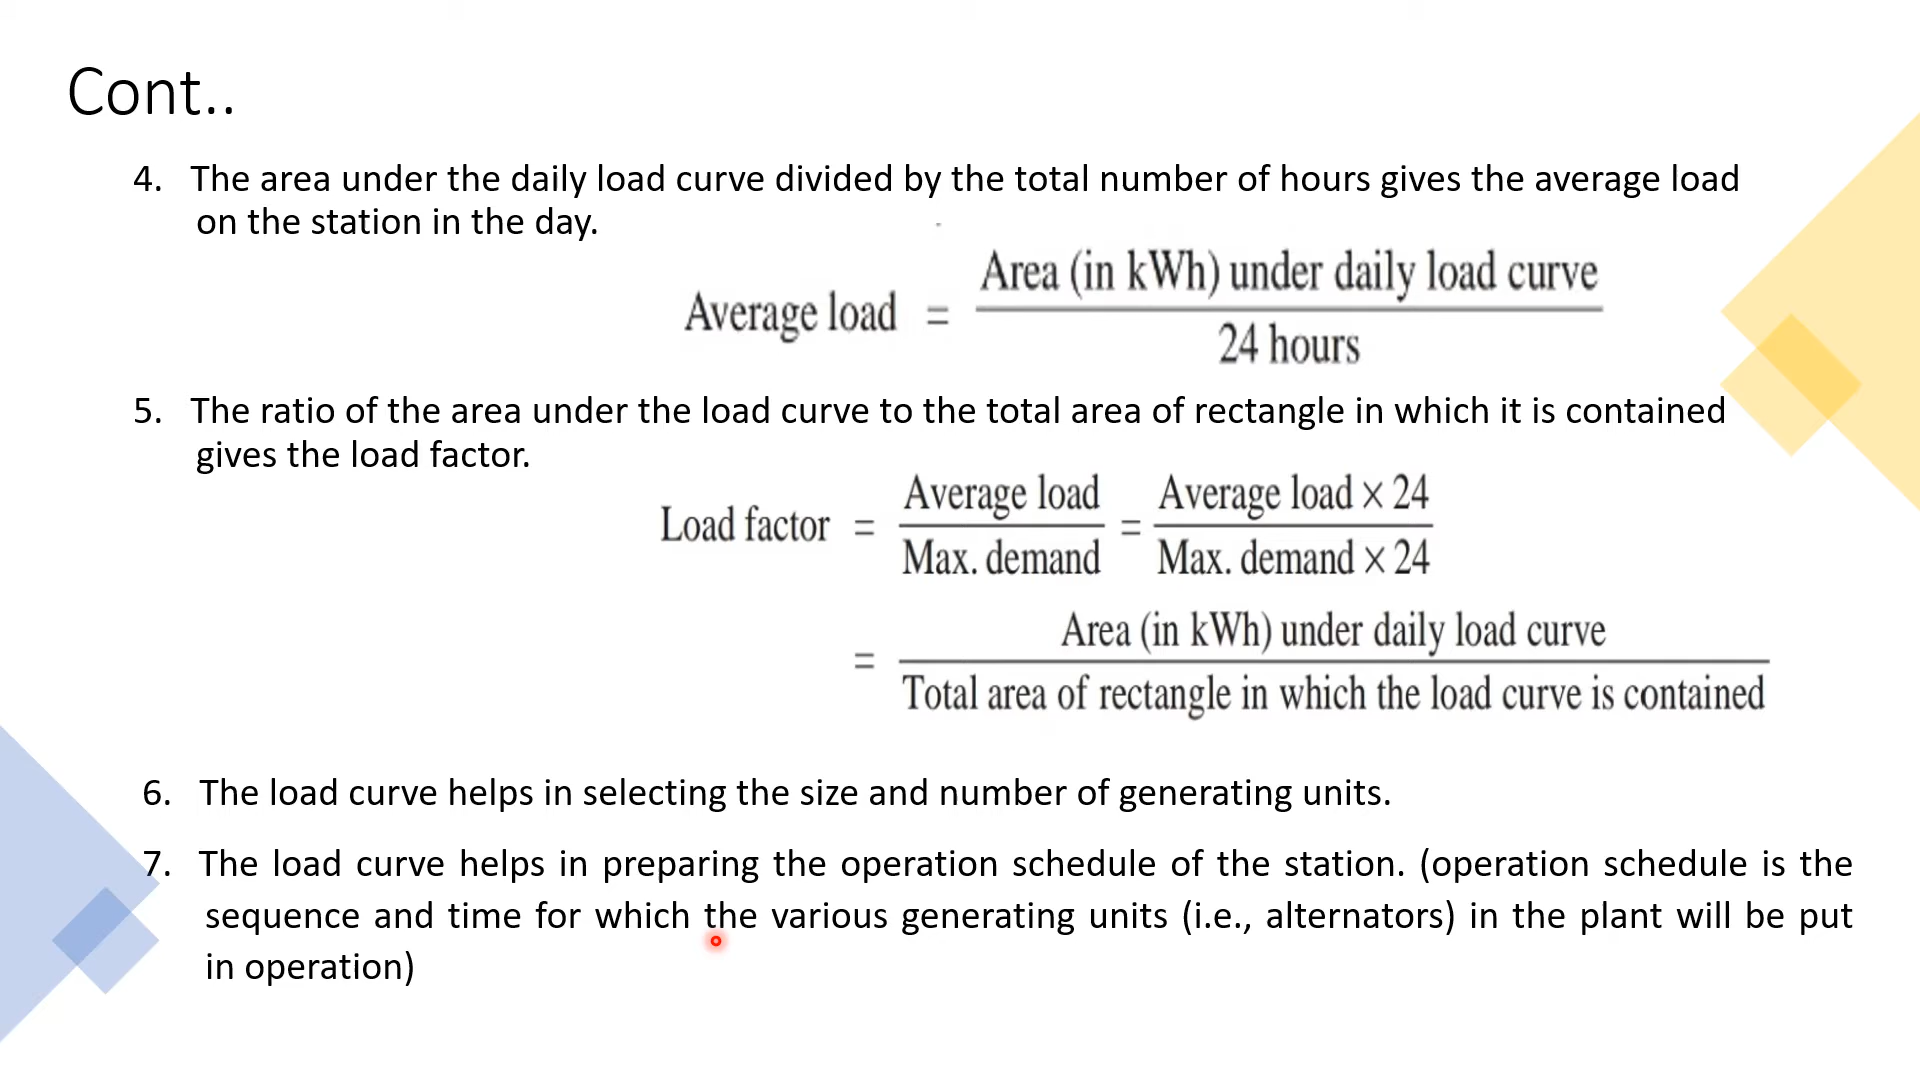 Cont..
4. The area under the daily load curve divided by the total number of hours gives the average load
on the station in the day.
Average load = Area (in kWh) under daily load curve / 24 hours
5. The ratio of the area under the load curve to the total area of rectangle in which it is contained
gives the load factor.
Load factor = Average load / Max. demand = Average load × 24 / Max. demand × 24
= Area (in kWh) under daily load curve / Total area of rectangle in which the load curve is contained
6. The load curve helps in selecting the size and number of generating units.
7. The load curve helps in preparing the operation schedule of the station. (operation schedule is the
sequence and time for which the various generating units (i.e., alternators) in the plant will be put
in operation)